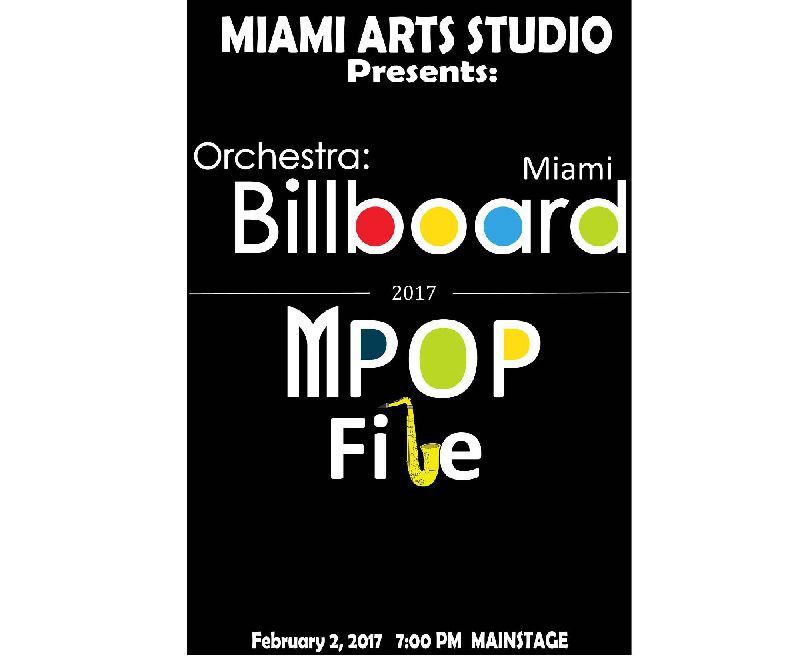 MIAMI ARTS STUDIO
Presents:
Orchestra:
Miami
Billboard
2017
MPOP
File
February 2, 2017 7:00 PM MAINSTAGE